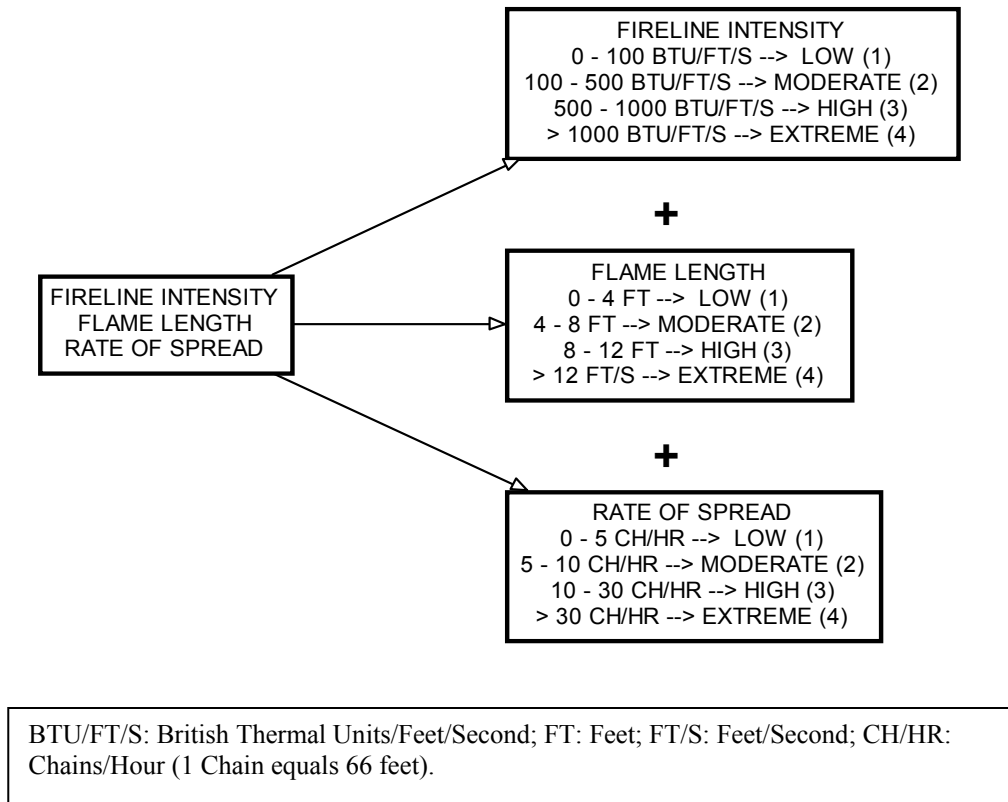 FIRELINE INTENSITY
0 - 100 BTU/FT/S --> LOW (1)
100 - 500 BTU/FT/S --> MODERATE (2)
500 - 1000 BTU/FT/S --> HIGH (3)
> 1000 BTU/FT/S --> EXTREME (4)
+
FIRELINE INTENSITY
FLAME LENGTH
RATE OF SPREAD
FLAME LENGTH
0 - 4 FT --> LOW (1)
4 - 8 FT --> MODERATE (2)
8 - 12 FT --> HIGH (3)
> 12 FT/S --> EXTREME (4)
+
RATE OF SPREAD
0 - 5 CH/HR --> LOW (1)
5 - 10 CH/HR --> MODERATE (2)
10 - 30 CH/HR --> HIGH (3)
> 30 CH/HR --> EXTREME (4)
BTU/FT/S: British Thermal Units/Feet/Second; FT: Feet; FT/S: Feet/Second; CH/HR:
Chains/Hour (1 Chain equals 66 feet).